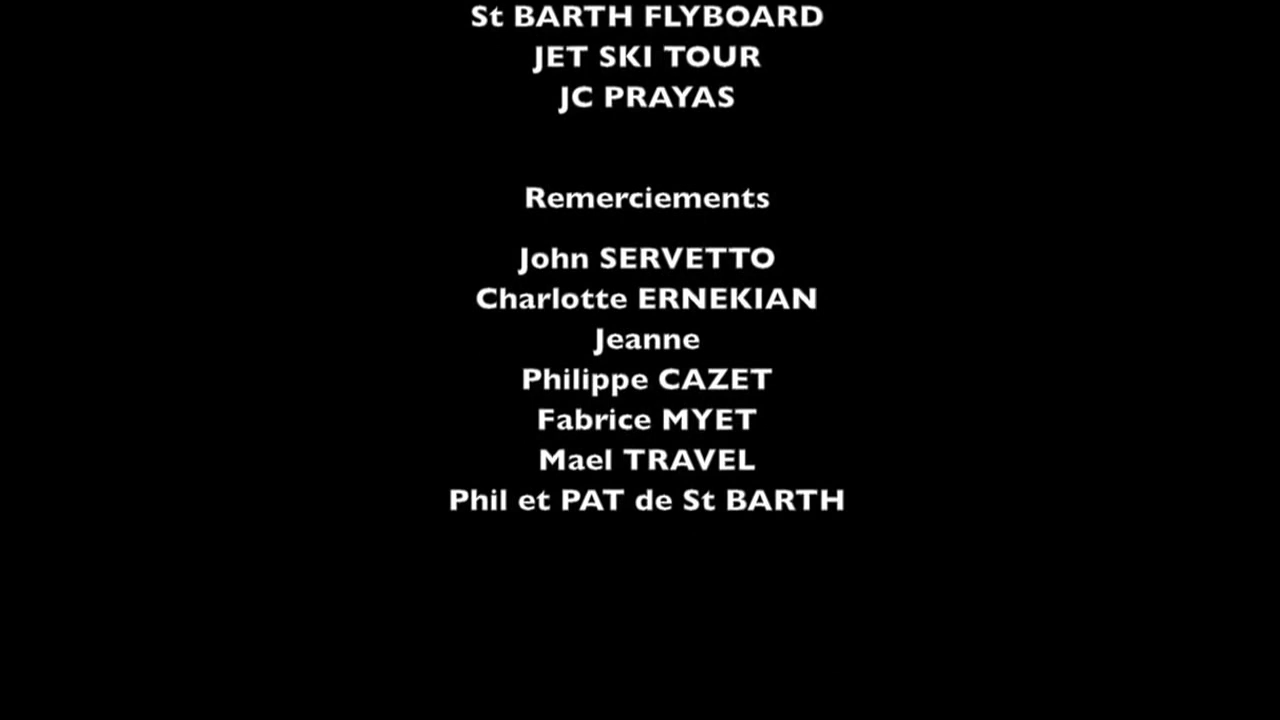 St BARTH FLYBOARD
JET SKI TOUR
JC PRAYAS
Remerciements
John SERVETTO
Charlotte ERNEKIAN
Jeanne
Philippe CAZET
Fabrice MYET
Mael TRAVEL
Phil et PAT de St BARTH